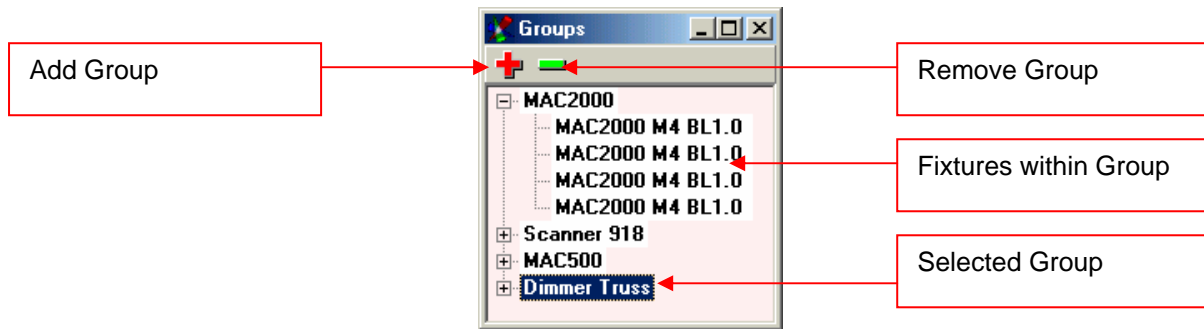 Groups
Add Group
Remove Group
MAC2000
MAC2000 M4 BL1.0
MAC2000 M4 BL1.0
MAC2000 M4 BL1.0
MAC2000 M4 BL1.0
Fixtures within Group
Scanner 918
MAC500
Dimmer Truss
Selected Group